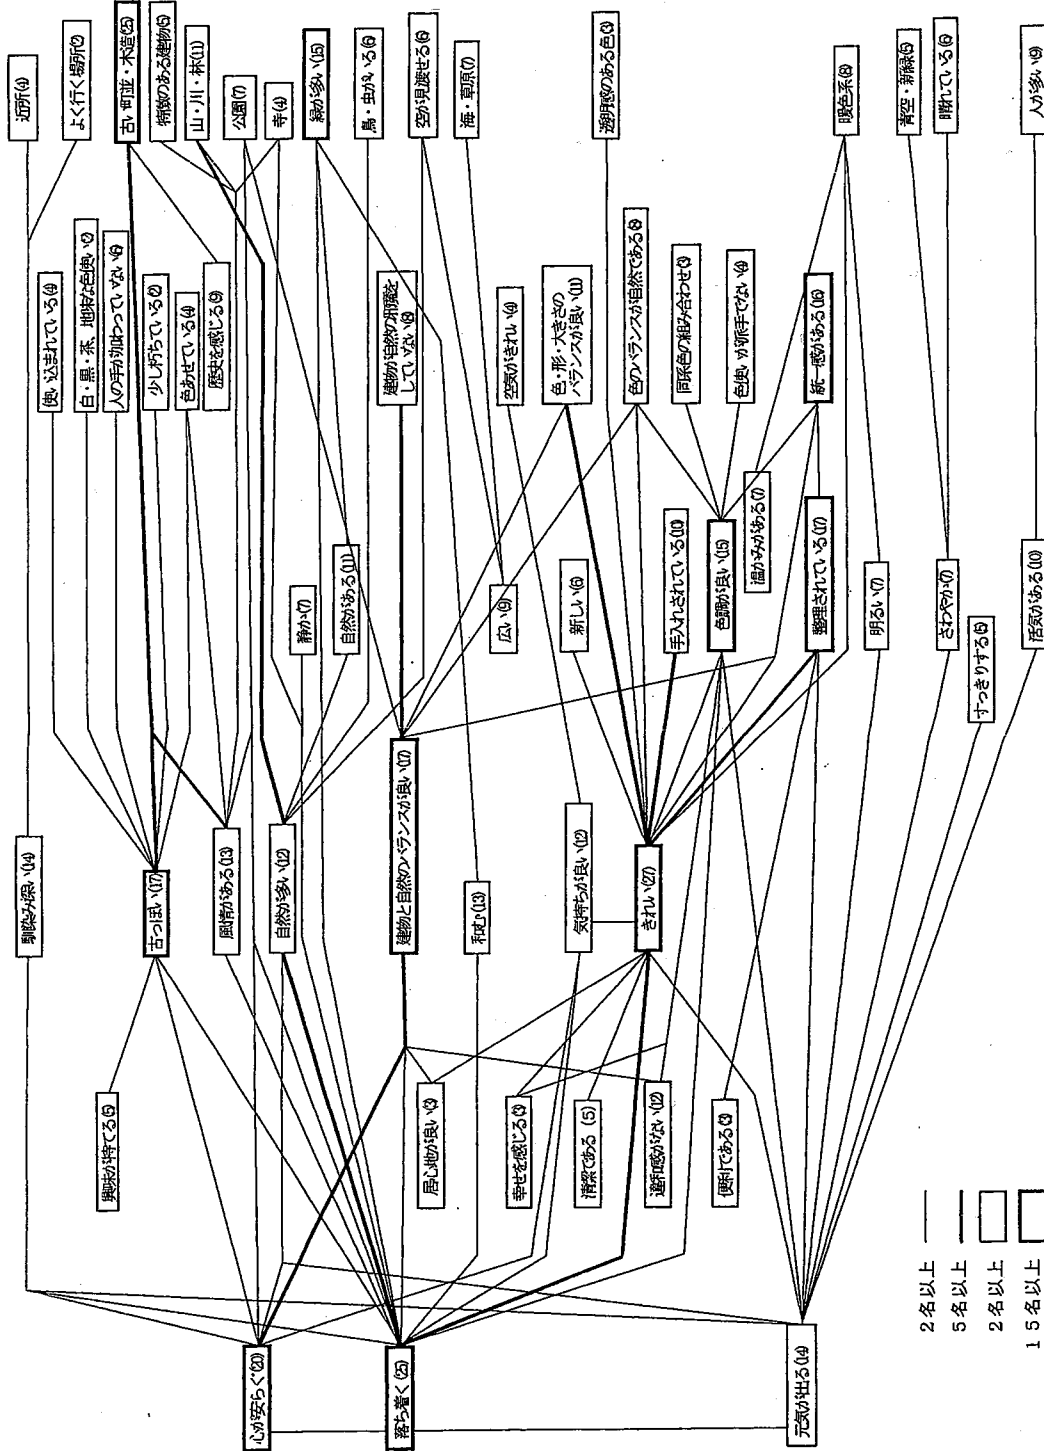 近所(4)
よく行く場所(7)
古い町並・木造(25)
特徴のある建物(5)
山・川・林(11)
公園(7)
寺(4)
緑が多い(15)
鳥・虫がいる(6)
空が見渡せる(6)
海・草原(7)
透明感のある色(3)
暖色系(8)
青空・新緑(5)
晴れている(6)
人が多い(9)
使い込まれている(4)
白・黒・茶、地味な色使い
人の手が加わっていない
少し朽ちている(2)
色あせている(4)
歴史を感じる(9)
建物が自然の邪魔を
していない(8)
空気がきれい(4)
色・形・大きさの
バランスが良い(11)
色のバランスが自然である(8)
同系色の組み合わせ(3)
色使いが派手でない(4)
統一感がある(16)
静か(7)
自然がある(11)
広い(9)
新しい(6)
手入れされている(10)
色調が良い(15)
温かみがある(7)
整理されている(17)
明るい(7)
さわやか(7)
すっきりする(5)
活気がある(10)
馴染み深い(14)
古っぽい(17)
風情がある(13)
自然が多い(12)
建物と自然のバランスが良い(17)
和む(13)
気持ちが良い(12)
きれい(27)
興味が持てる(5)
居心地が良い(3)
幸せを感じる(3)
清潔である(5)
違和感がない(12)
便利である(3)
心が安らぐ(20)
落ち着く(25)
元気が出る(14)
2名以上
5名以上
2名以上
15名以上